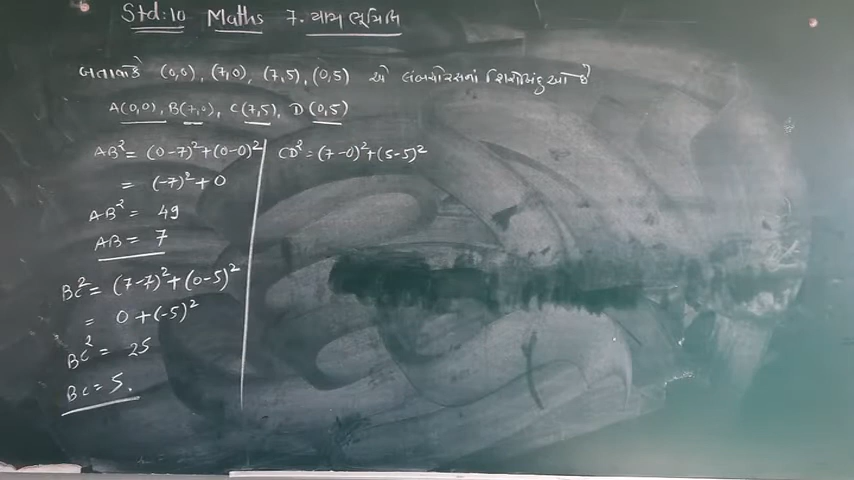 Std:10 Maths 7. યામ ભૂમિતિ
બતાવો કે (0,0), (7,0), (7,5), (0,5) એ લંબચોરસનાં શિરોબિંદુઓ છે
A(0,0), B(7,0), C(7,5), D(0,5)
AB² = (0-7)²+(0-0)²
= (-7)²+0
AB² = 49
AB = 7
BC² = (7-7)²+(0-5)²
= 0+(-5)²
BC² = 25
BC = 5.
CD² = (7-0)²+(5-5)²